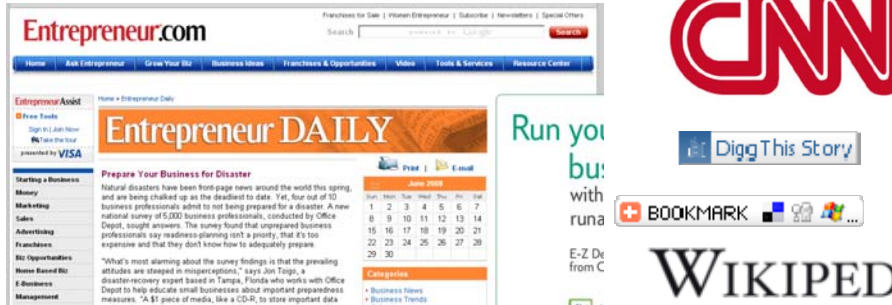 Franchises for Sale | Women Entrepreneur | Subscribe | Newsletters | Special Offers
Entrepreneur.com
Search
Search
Home Ask Entrepreneur Grow Your Biz Business Ideas Franchises & Opportunities Video Tools & Services Resource Center
EntrepreneurAssist
Free Tools
Sign In | Join Now
Take the tour
presented by VISA
Starting a Business
Money
Marketing
Sales
Advertising
Franchises
Biz Opportunities
Home Based Biz
E-Business
Management
Home » Entrepreneur Daily
Entrepreneur DAILY
Print | E-mail
Prepare Your Business for Disaster
Natural disasters have been front-page news around the world this spring,
and are being chalked up as the deadliest to date. Yet, four out of 10
business professionals admit to not being prepared for a disaster. A new
national survey of 5,000 business professionals, conducted by Office
Depot, sought answers. The survey found that unprepared business
professionals say readiness-planning isn't a priority, that it's too
expensive and that they don't know how to adequately prepare.
"What's most alarming about the survey findings is that the prevailing
attitudes are steeped in misperceptions," says Jon Toigo, a
disaster-recovery expert based in Tampa, Florida who works with Office
Depot to help educate small businesses about important preparedness
measures. "A $1 piece of media, like a CD-R, to store important data
June 2008
Sun Mon Tue Wed Thu Fri Sat
1 2 3 4 5 6 7
8 9 10 11 12 13 14
15 16 17 18 19 20 21
22 23 24 25 26 27 28
29 30
Categories
Business News
Business Trends
Run you
bus
with
runa
E-Z De
from C
CNN
Digg This Story
BOOKMARK ...
WIKIPED